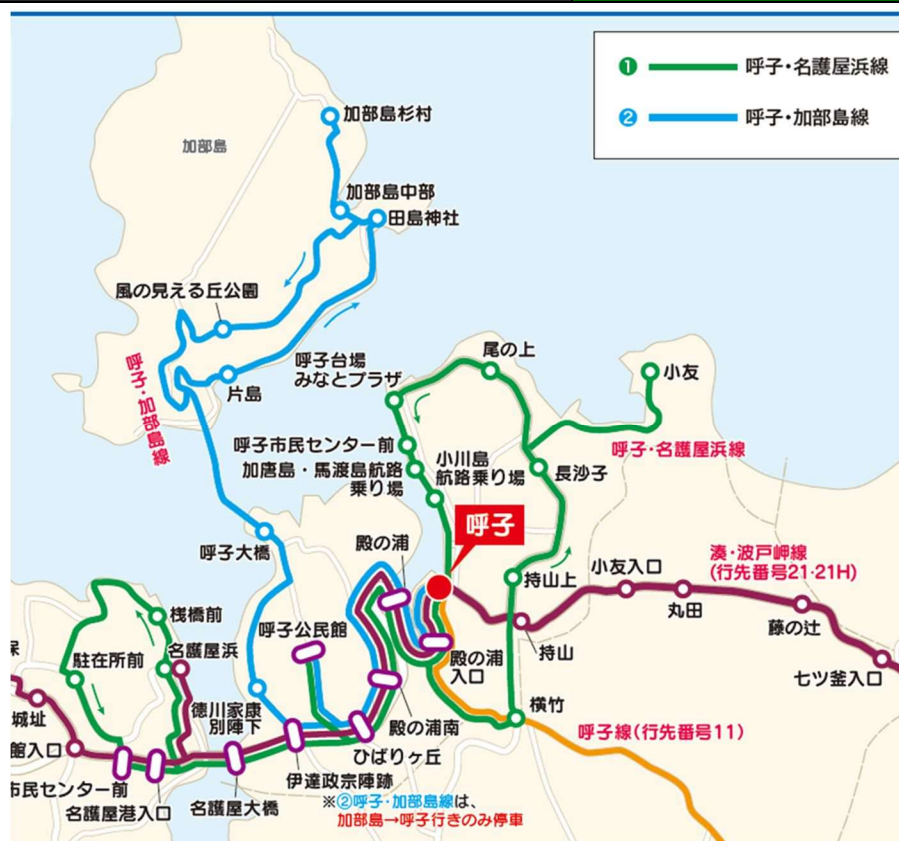 ① 呼子・名護屋浜線
② 呼子・加部島線
加部島杉村
加部島
加部島中部
田島神社
風の見える丘公園
呼子・加部島線
片島
呼子台場
みなとプラザ
尾の上
小友
呼子・名護屋浜線
呼子市民センター前
加唐島・馬渡島航路
乗り場
小川島
航路乗り場
長沙子
呼子
湊・波戸岬線
(行先番号21・21H)
呼子大橋
殿の浦
持山上
小友入口
丸田
藤の辻
七ツ釜入口
持山
桟橋前
名護屋浜
駐在所前
呼子公民館
殿の浦
入口
横竹
呼子線(行先番号11)
城址
館入口
徳川家康
別陣下
殿の浦南
ひばりヶ丘
伊達政宗陣跡
市民センター前
名護屋港入口
名護屋大橋
※②呼子・加部島線は、
加部島→呼子行きのみ停車